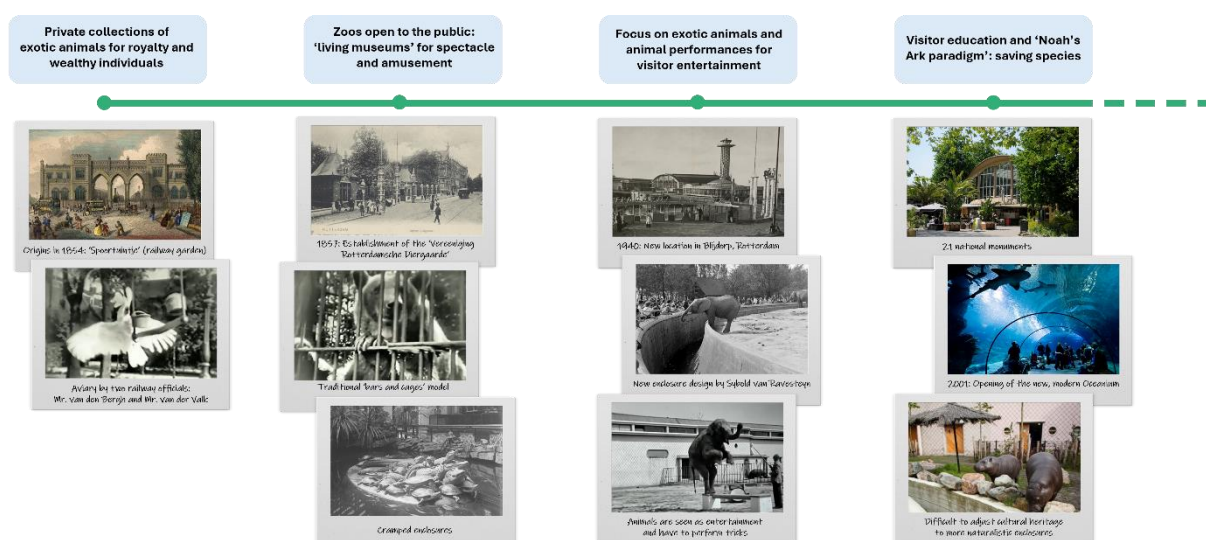 Private collections of
exotic animals for royalty and
wealthy individuals
Zoos open to the public:
‘living museums’ for spectacle
and amusement
Focus on exotic animals and
animal performances for
visitor entertainment
Visitor education and ‘Noah’s
Ark paradigm’: saving species
Origins in 1854: ‘Spoortuintje’ (railway garden)
Aviary by two railway officials:
Mr. van den Bergh and Mr. van der Valk
1857: Establishment of the ‘Vereeniging
Rotterdamsche Diergaarde’
Traditional ‘bars and cages’ model
Cramped enclosures
1940: New location in Blijdorp, Rotterdam
New enclosure design by Sybold van Ravesteyn
Animals are seen as entertainment
and have to perform tricks
21 national monuments
2001: Opening of the new, modern Oceanium
Difficult to adjust cultural heritage
to more naturalistic enclosures